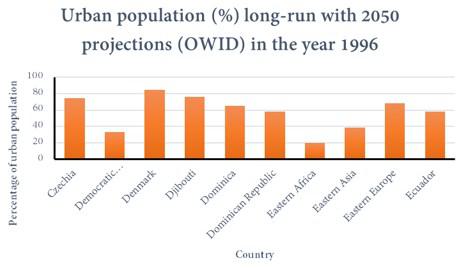 Urban population (%) long-run with 2050
projections (OWID) in the year 1996
Percentage of urban population
100
80
60
40
20
0
Czechia
Democratic...
Denmark
Djibouti
Dominica
Dominican Republic
Eastern Africa
Eastern Asia
Eastern Europe
Ecuador
Country